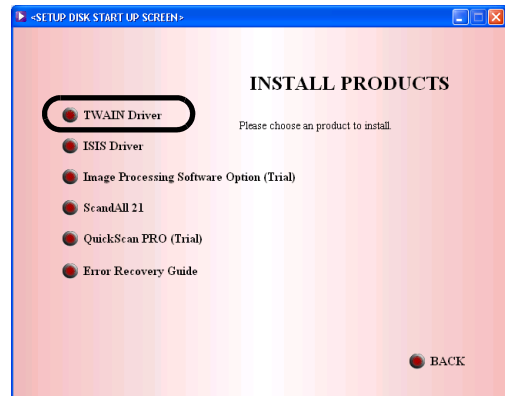 <SETUP DISK START UP SCREEN>
INSTALL PRODUCTS
Please choose an product to install.
TWAIN Driver
ISIS Driver
Image Processing Software Option (Trial)
ScandAll 21
QuickScan PRO (Trial)
Error Recovery Guide
BACK